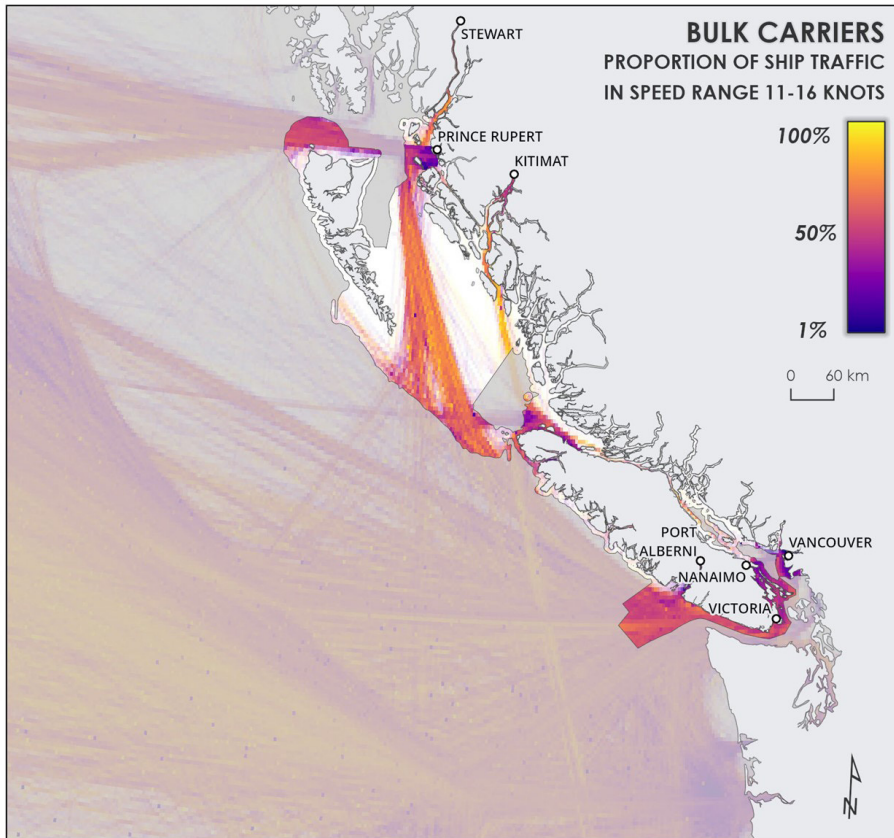 BULK CARRIERS
PROPORTION OF SHIP TRAFFIC
IN SPEED RANGE 11-16 KNOTS
100%
50%
1%
0 60 km
STEWART
PRINCE RUPERT
KITIMAT
PORT
ALBERNI
VANCOUVER
NANAIMO
VICTORIA
N